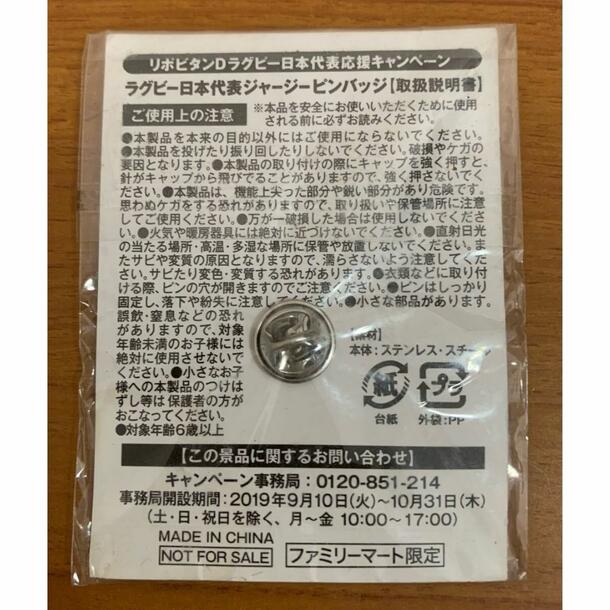 リポビタンDラグビー日本代表応援キャンペーン
ラグビー日本代表ジャージーピンバッジ【取扱説明書】
ご使用上の注意
※本品を安全にお使いいただくために使用
される前に必ずお読みください。
●本製品を本来の目的以外にはご使用にならないでください。
●本製品を投げたり振り回したりしないでください。破損やケガの
要因となります。●本製品の取り付けの際にキャップを強く押すと、
針がキャップから飛びでることがありますので、強く押さないでく
ださい。●本製品は、機能上尖った部分や鋭い部分があり危険です。
思わぬケガをする恐れがありますので、取り扱いや保管場所に注意
してご使用ください。●万が一破損した場合は使用しないでください。
●火気や暖房器具には絶対に近づけないでください。●直射日光
の当たる場所・高温・多湿な場所に保管や放置しないでください。ま
たサビや変質の原因となりますので、濡らさないよう注意してくだ
さい。サビたり変色・変質する恐れがあります。●衣類などに取り付
ける際、ピンの穴が開きますのでご注意ください。●ピンはしっかり
固定し、落下や紛失に注意してください。●小さな部品があります。
誤飲・窒息などの恐れ
がありますので、対象
年齢未満のお子様には
絶対に使用させないで
ください。●小さなお子
様への本製品のつけは
ずし等は保護者の方が
おこなってください。
●対象年齢6歳以上
【素材】
本体:ステンレス・スチール
紙
台紙
プラ
外袋:PP
【この景品に関するお問い合わせ】
キャンペーン事務局:0120-851-214
事務局開設期間:2019年9月10日(火)~10月31日(木)
(土・日・祝日を除く、月~金 10:00~17:00)
MADE IN CHINA
NOT FOR SALE
ファミリーマート限定